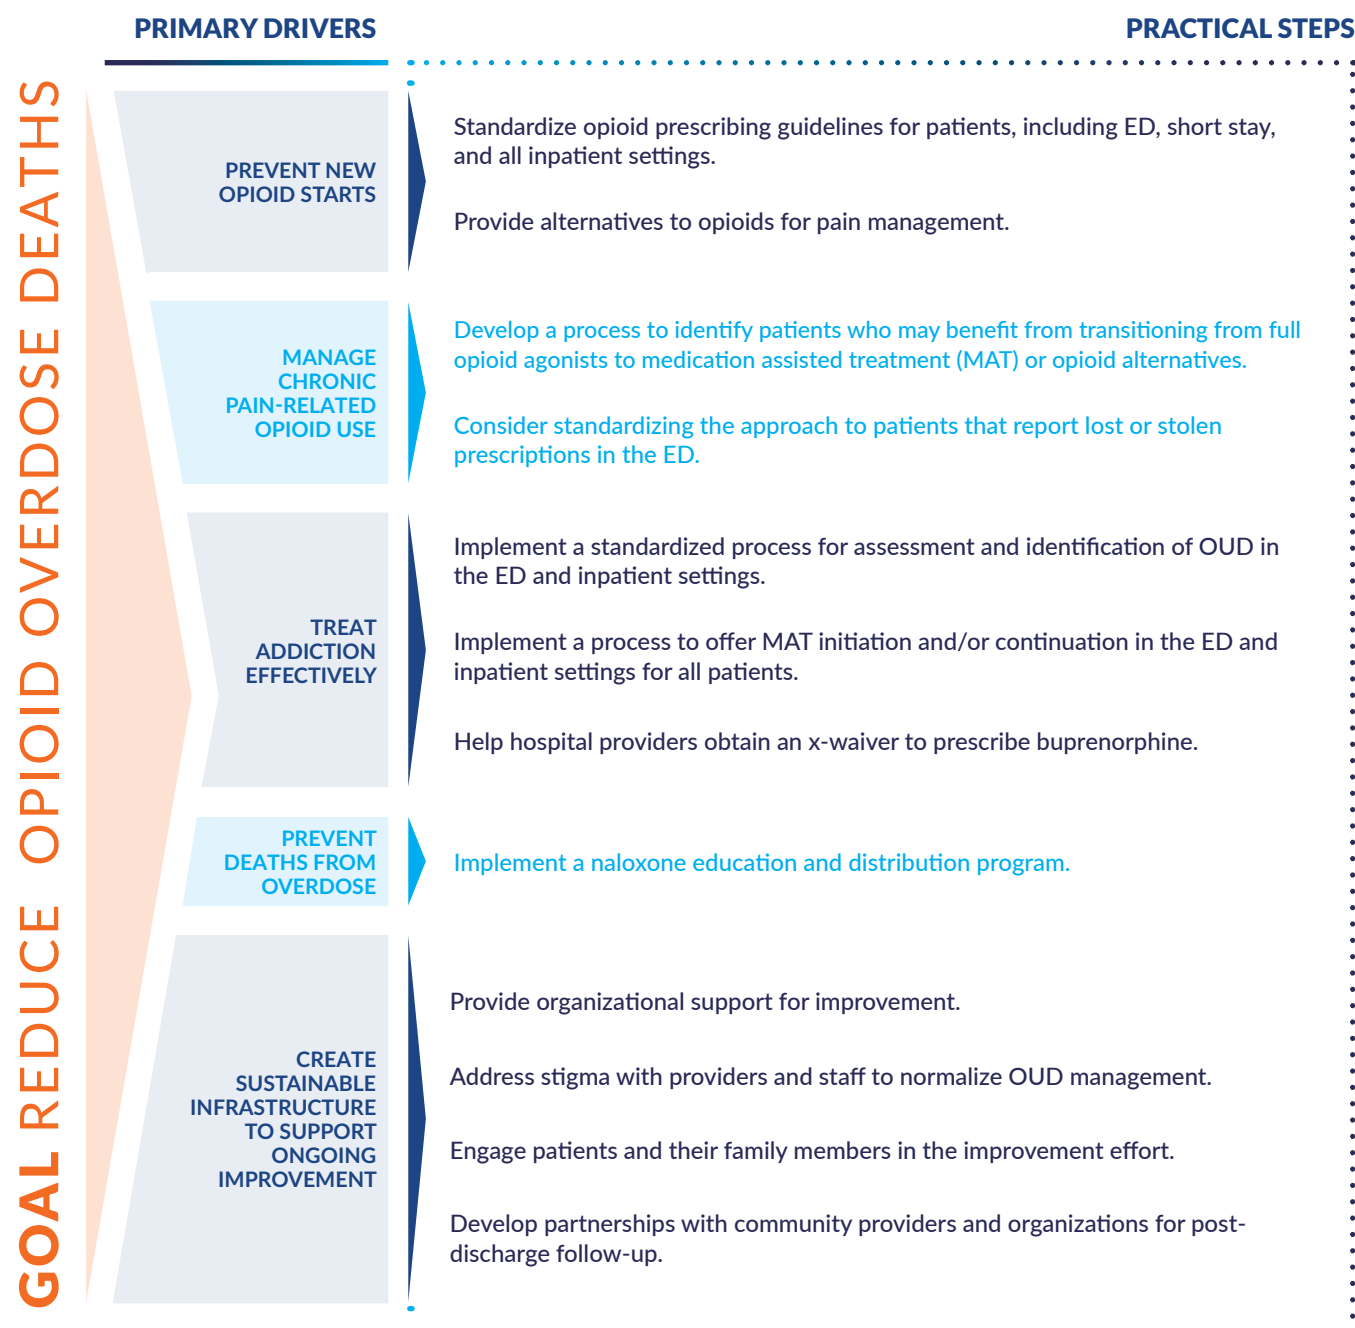 PRIMARY DRIVERS
PRACTICAL STEPS
GOAL REDUCE OPIOID OVERDOSE DEATHS
PREVENT NEW
OPIOID STARTS
Standardize opioid prescribing guidelines for patients, including ED, short stay,
and all inpatient settings.
Provide alternatives to opioids for pain management.
MANAGE
CHRONIC
PAIN-RELATED
OPIOID USE
Develop a process to identify patients who may benefit from transitioning from full
opioid agonists to medication assisted treatment (MAT) or opioid alternatives.
Consider standardizing the approach to patients that report lost or stolen
prescriptions in the ED.
TREAT
ADDICTION
EFFECTIVELY
Implement a standardized process for assessment and identification of OUD in
the ED and inpatient settings.
Implement a process to offer MAT initiation and/or continuation in the ED and
inpatient settings for all patients.
Help hospital providers obtain an x-waiver to prescribe buprenorphine.
PREVENT
DEATHS FROM
OVERDOSE
Implement a naloxone education and distribution program.
CREATE
SUSTAINABLE
INFRASTRUCTURE
TO SUPPORT
ONGOING
IMPROVEMENT
Provide organizational support for improvement.
Address stigma with providers and staff to normalize OUD management.
Engage patients and their family members in the improvement effort.
Develop partnerships with community providers and organizations for post-
discharge follow-up.